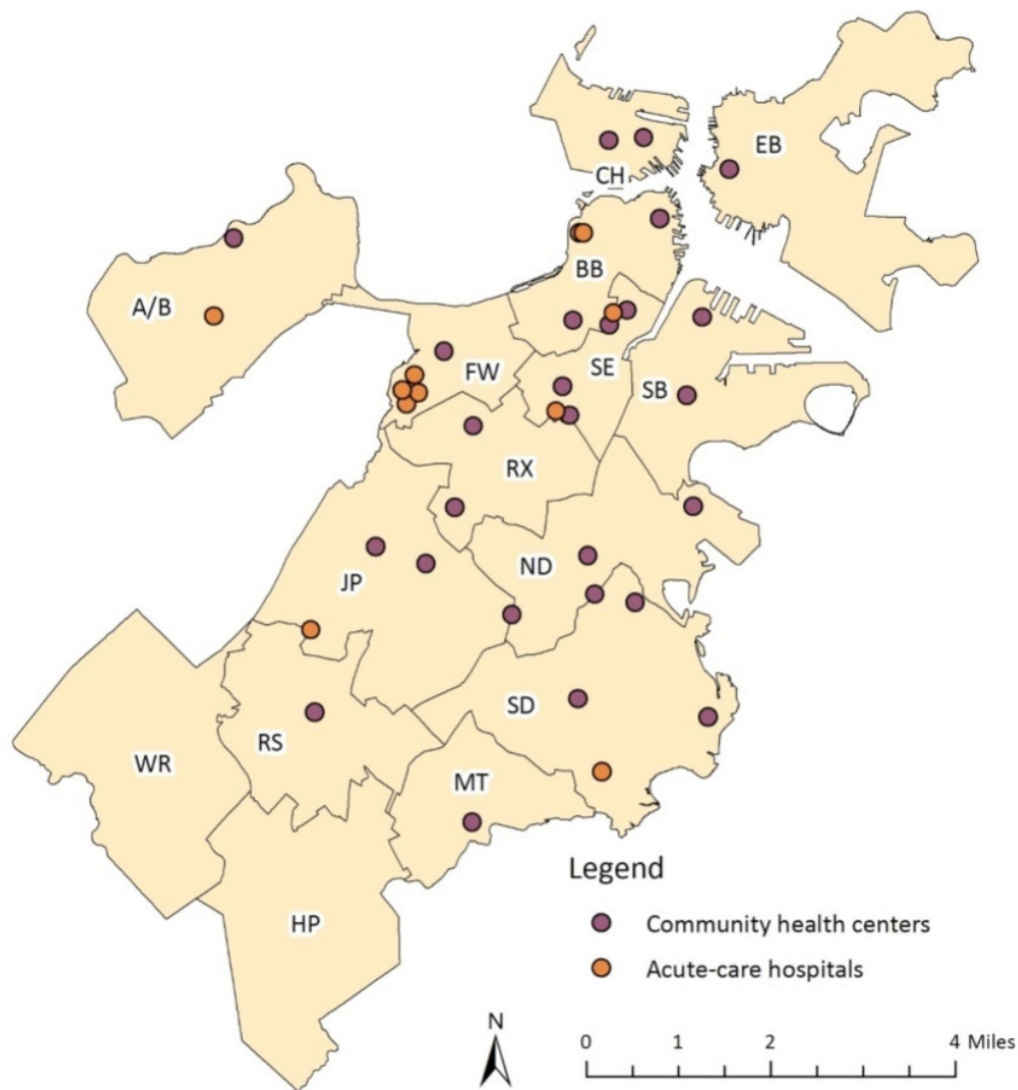 CH
EB
BB
A/B
FW
SE
SB
RX
ND
JP
SD
RS
WR
MT
HP
Legend
Community health centers
Acute-care hospitals
N
0 1 2 4 Miles